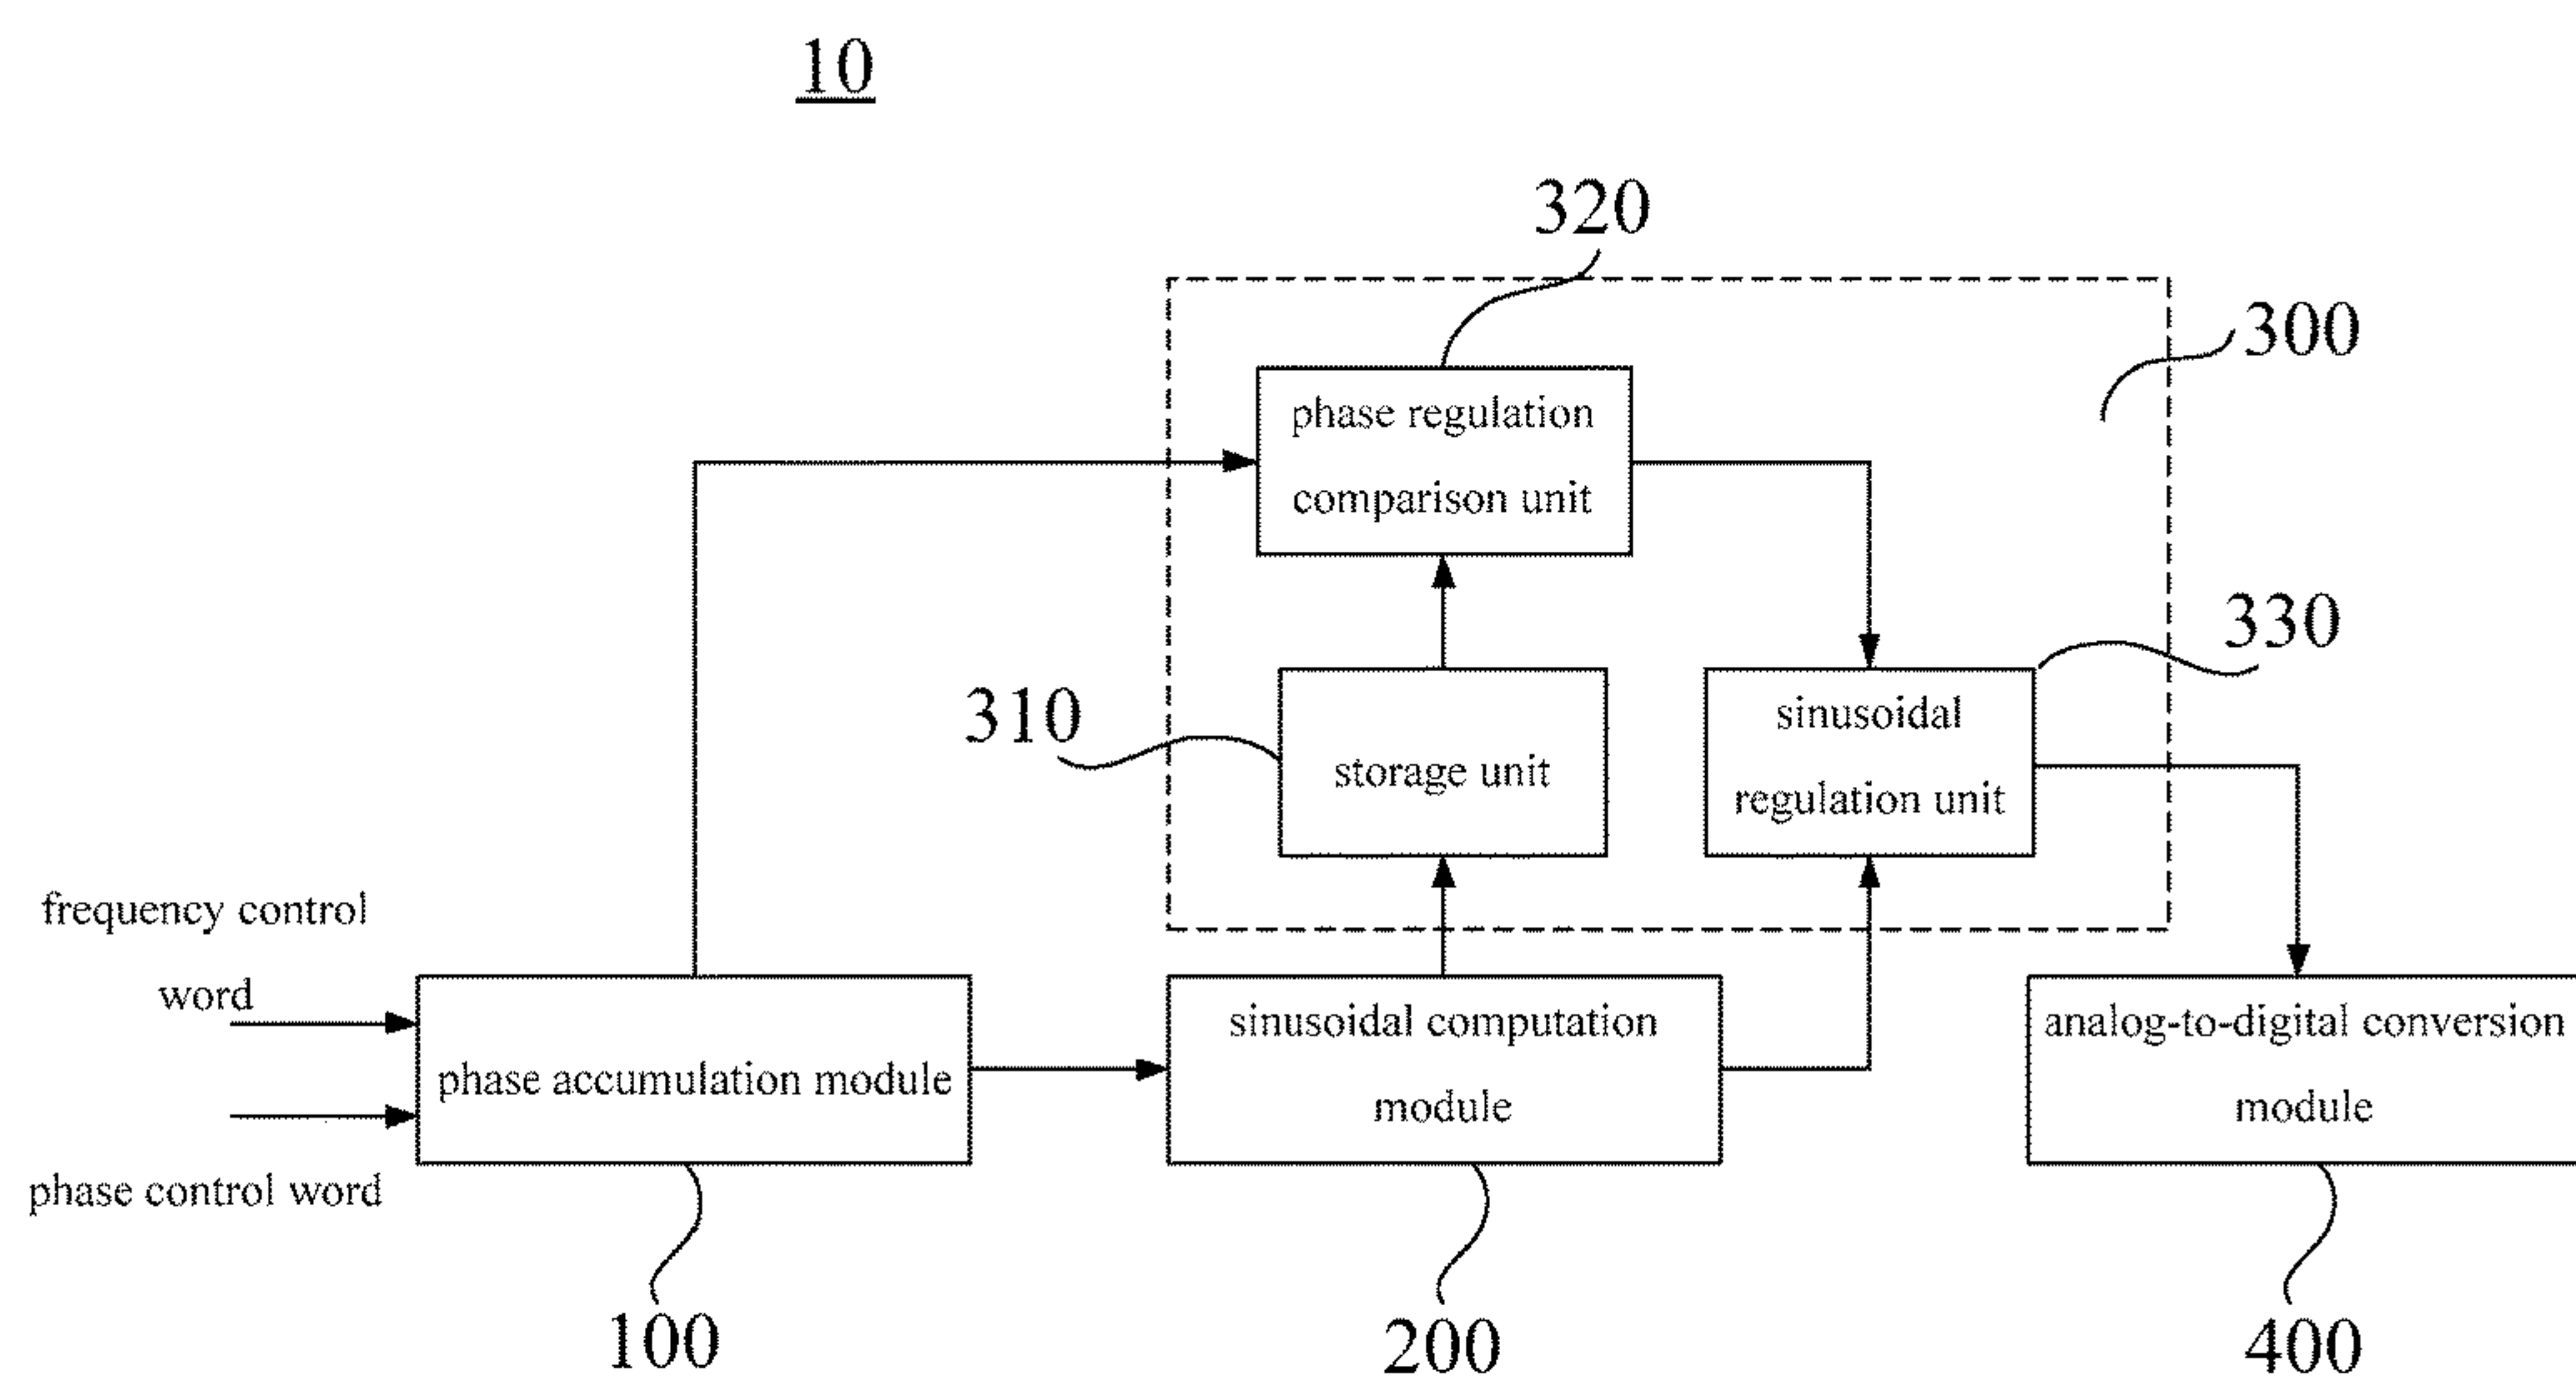 10
320
300
phase regulation
comparison unit
330
310
sinusoidal
regulation unit
storage unit
frequency control
word
phase control word
phase accumulation module
sinusoidal computation
module
analog-to-digital conversion
module
100
200
400